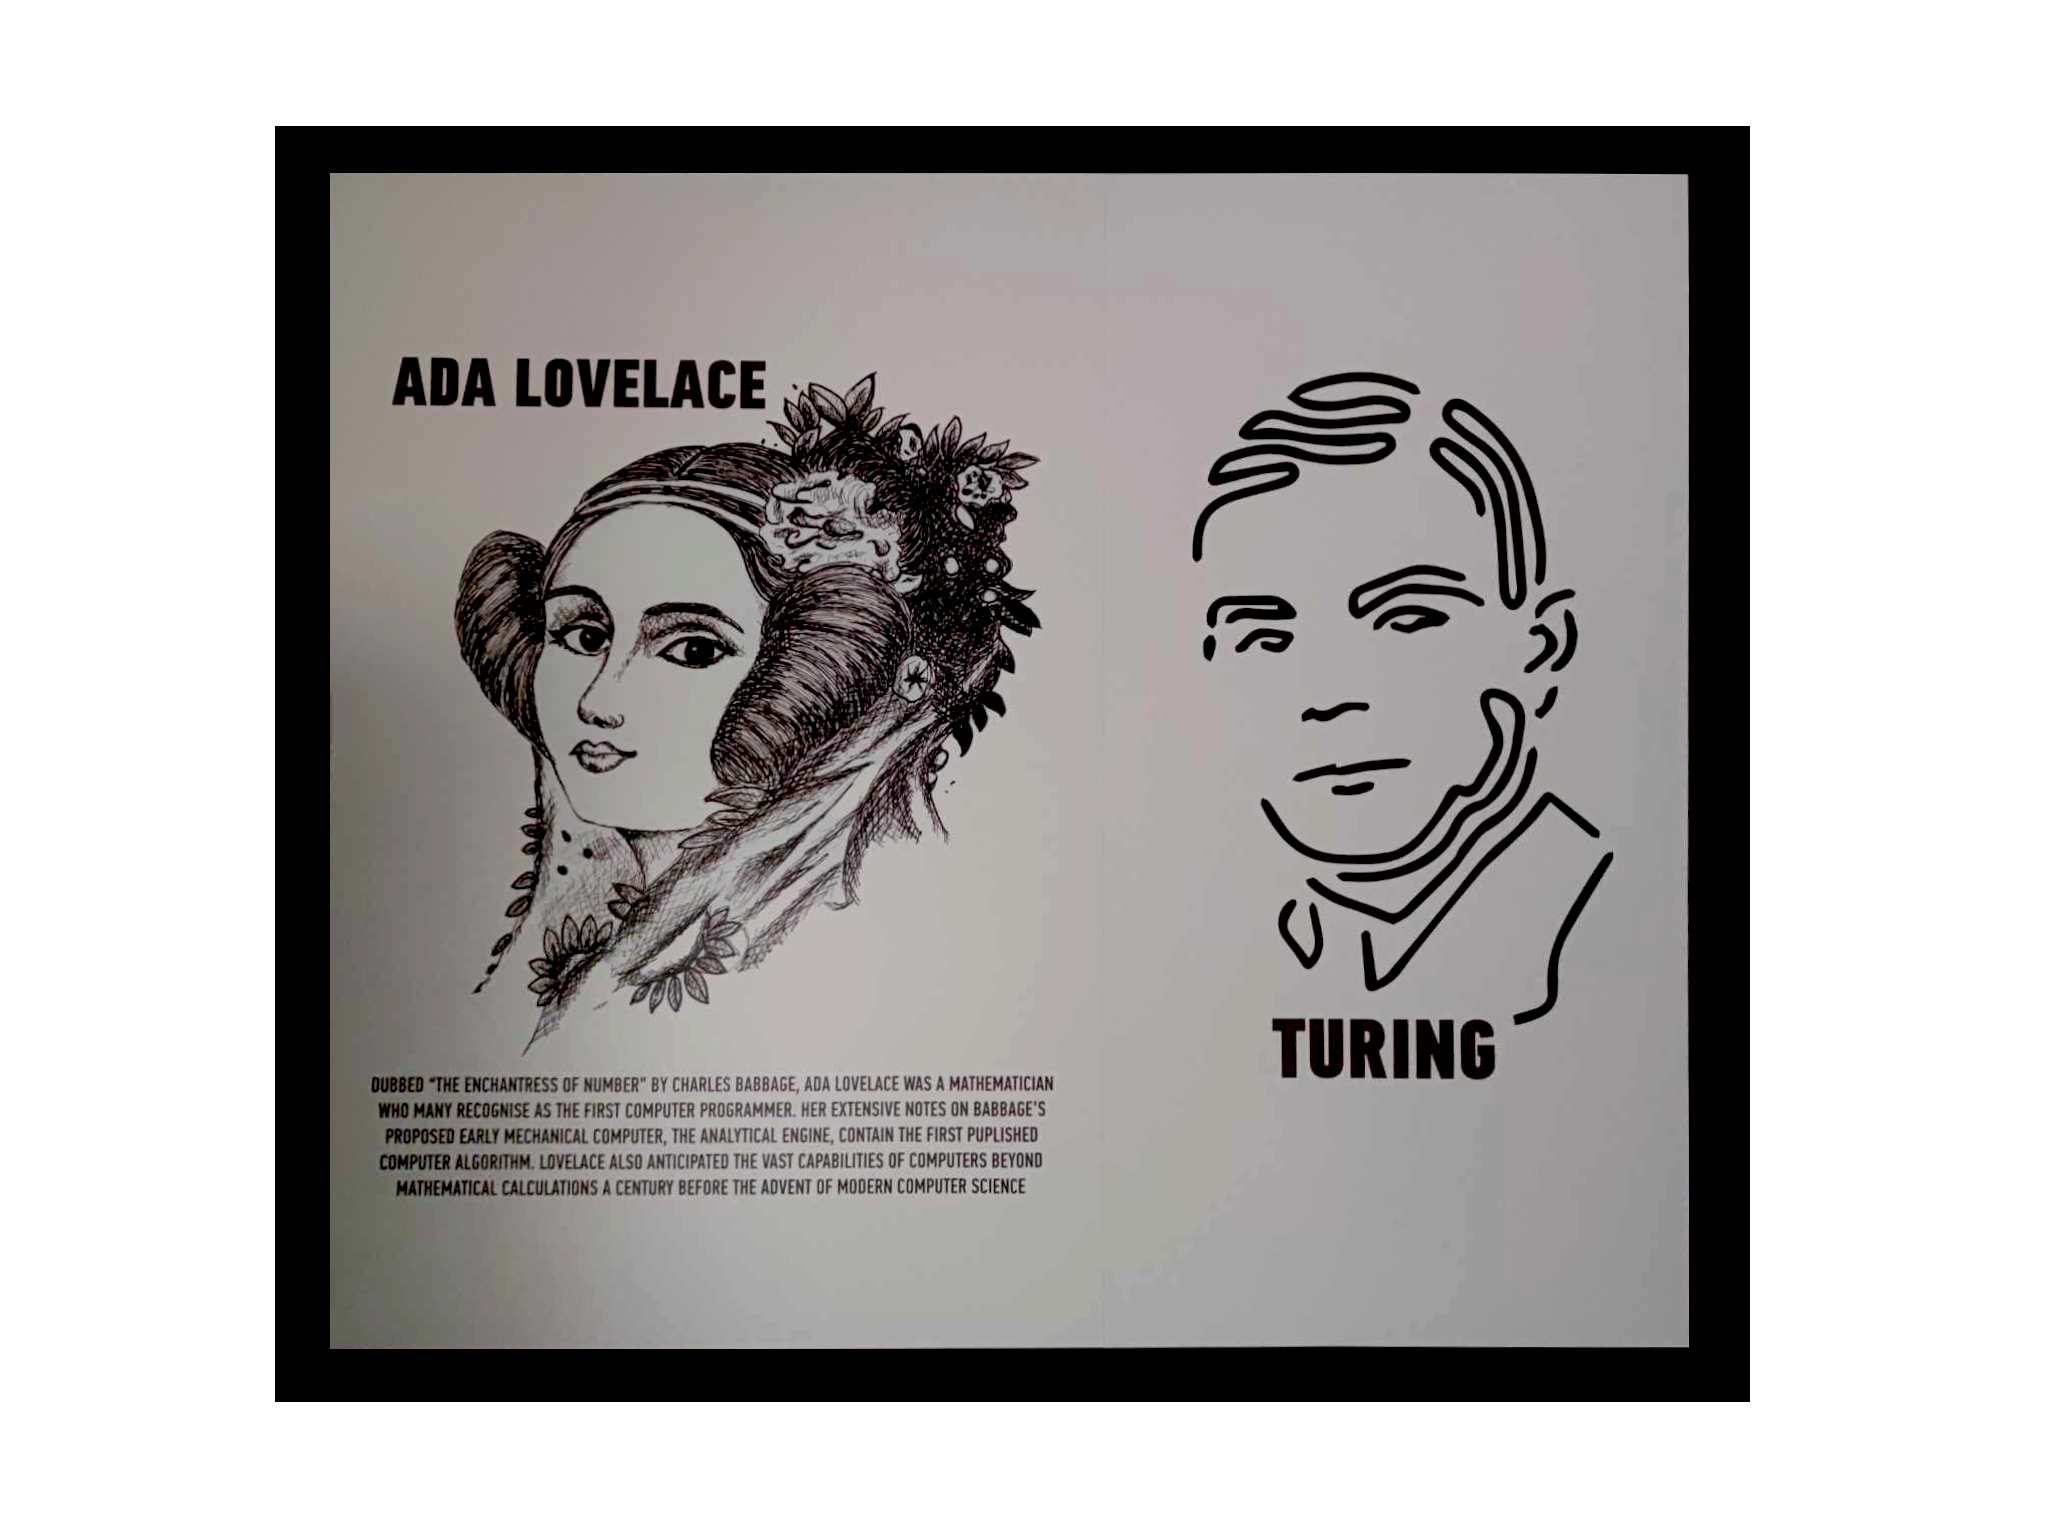 ADA LOVELACE
DUBBED "THE ENCHANTRESS OF NUMBER" BY CHARLES BABBAGE, ADA LOVELACE WAS A MATHEMATICIAN
WHO MANY RECOGNISE AS THE FIRST COMPUTER PROGRAMMER. HER EXTENSIVE NOTES ON BABBAGE'S
PROPOSED EARLY MECHANICAL COMPUTER, THE ANALYTICAL ENGINE, CONTAIN THE FIRST PUPLISHED
COMPUTER ALGORITHM. LOVELACE ALSO ANTICIPATED THE VAST CAPABILITIES OF COMPUTERS BEYOND
MATHEMATICAL CALCULATIONS A CENTURY BEFORE THE ADVENT OF MODERN COMPUTER SCIENCE
TURING